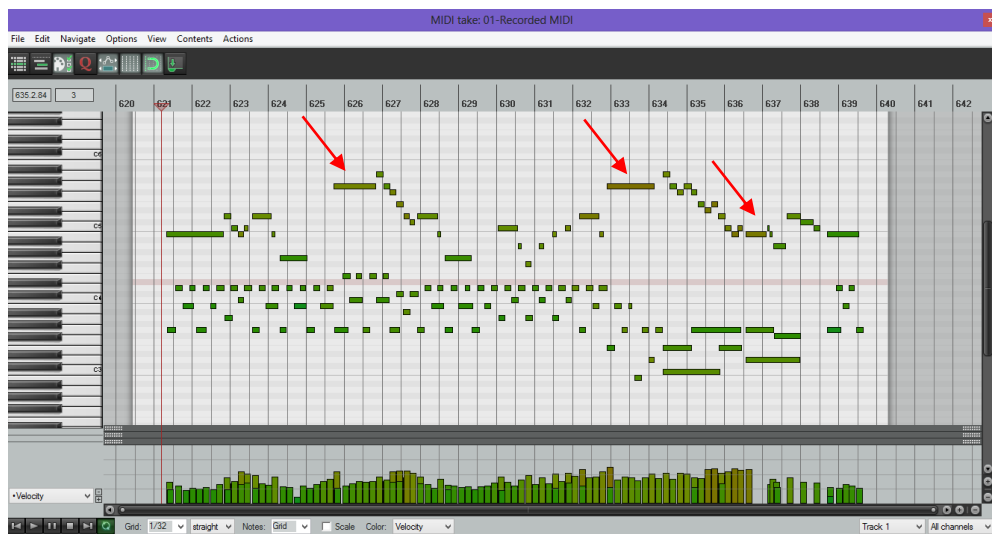 MIDI take: 01-Recorded MIDI
x
File Edit Navigate Options View Contents Actions
Q
635.2.84 3
620 621 622 623 624 625 626 627 628 629 630 631 632 633 634 635 636 637 638 639 640 641 642
C6
C5
C4
C3
•Velocity
Grid: 1/32 straight Notes: Grid Scale Color: Velocity Track 1 All channels